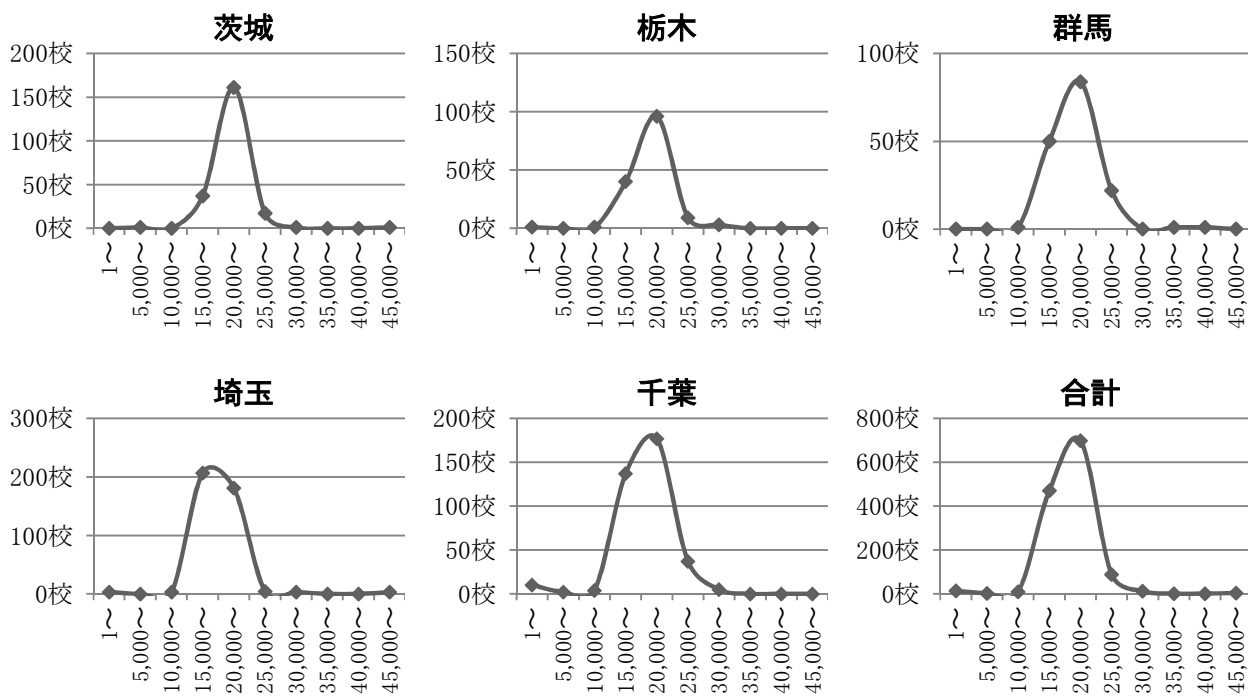 茨城
200校
150校
100校
50校
0校
1～
5,000～
10,000～
15,000～
20,000～
25,000～
30,000～
35,000～
40,000～
45,000～
栃木
150校
100校
50校
0校
1～
5,000～
10,000～
15,000～
20,000～
25,000～
30,000～
35,000～
40,000～
45,000～
群馬
100校
50校
0校
1～
5,000～
10,000～
15,000～
20,000～
25,000～
30,000～
35,000～
40,000～
45,000～
埼玉
300校
200校
100校
0校
1～
5,000～
10,000～
15,000～
20,000～
25,000～
30,000～
35,000～
40,000～
45,000～
千葉
200校
150校
100校
50校
0校
1～
5,000～
10,000～
15,000～
20,000～
25,000～
30,000～
35,000～
40,000～
45,000～
合計
800校
600校
400校
200校
0校
1～
5,000～
10,000～
15,000～
20,000～
25,000～
30,000～
35,000～
40,000～
45,000～